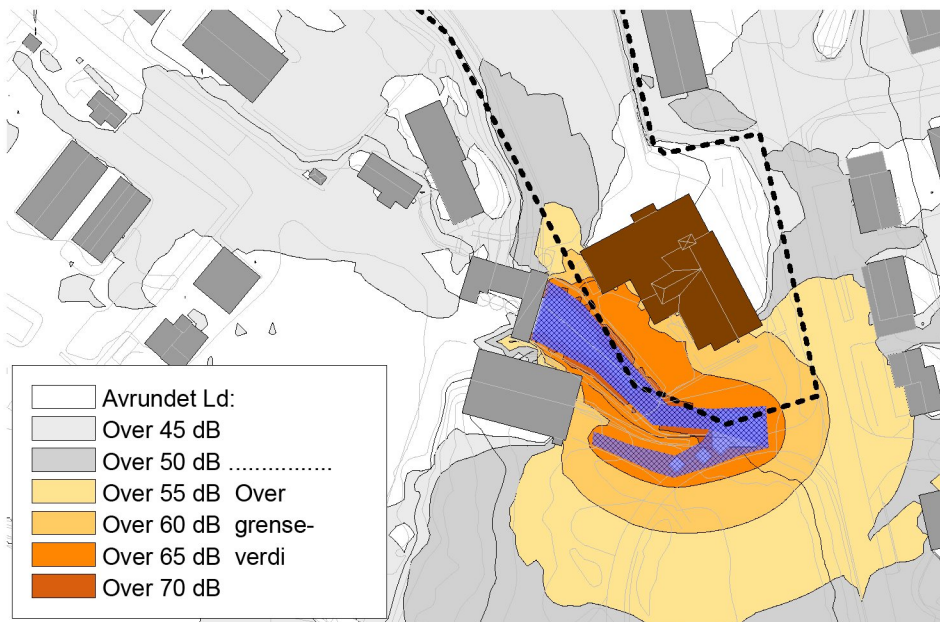 Avrundet Ld:
Over 45 dB
Over 50 dB ................
Over 55 dB  Over
Over 60 dB  grense-
Over 65 dB  verdi
Over 70 dB